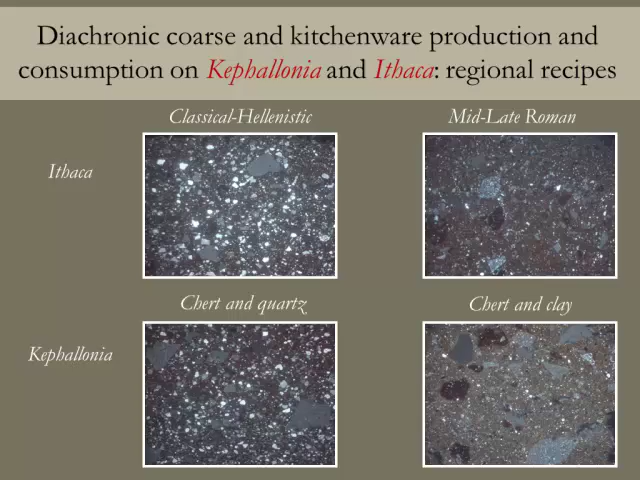 Diachronic coarse and kitchenware production and
consumption on Kephallonia and Ithaca: regional recipes
Classical-Hellenistic
Mid-Late Roman
Ithaca
Chert and quartz
Chert and clay
Kephallonia